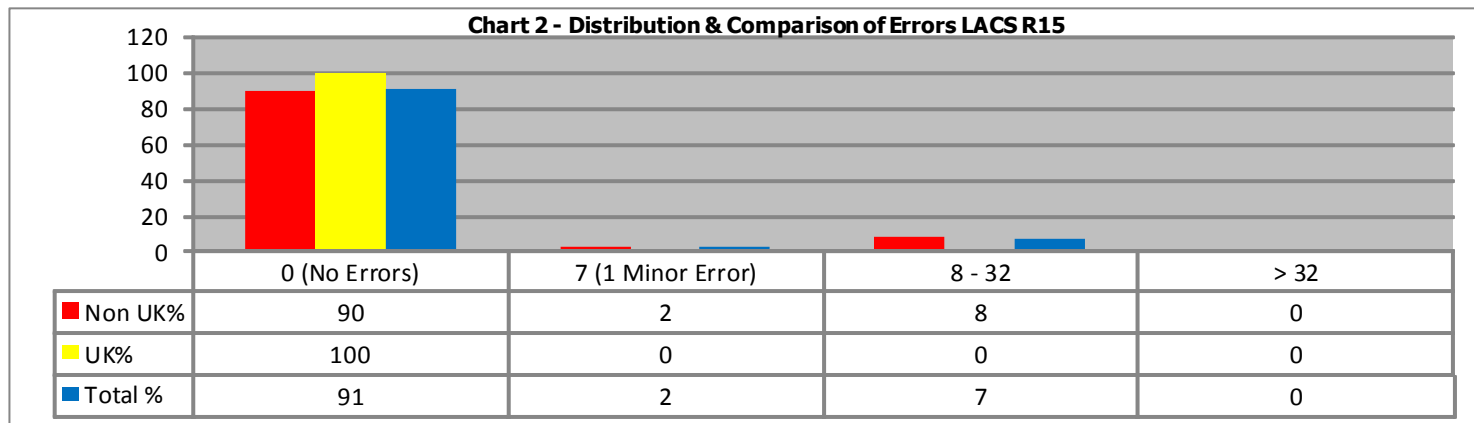 Chart 2 - Distribution & Comparison of Errors LACS R15
120
100
80
60
40
20
0
0 (No Errors) 7 (1 Minor Error) 8 - 32 > 32
Non UK% 90 2 8 0
UK% 100 0 0 0
Total % 91 2 7 0